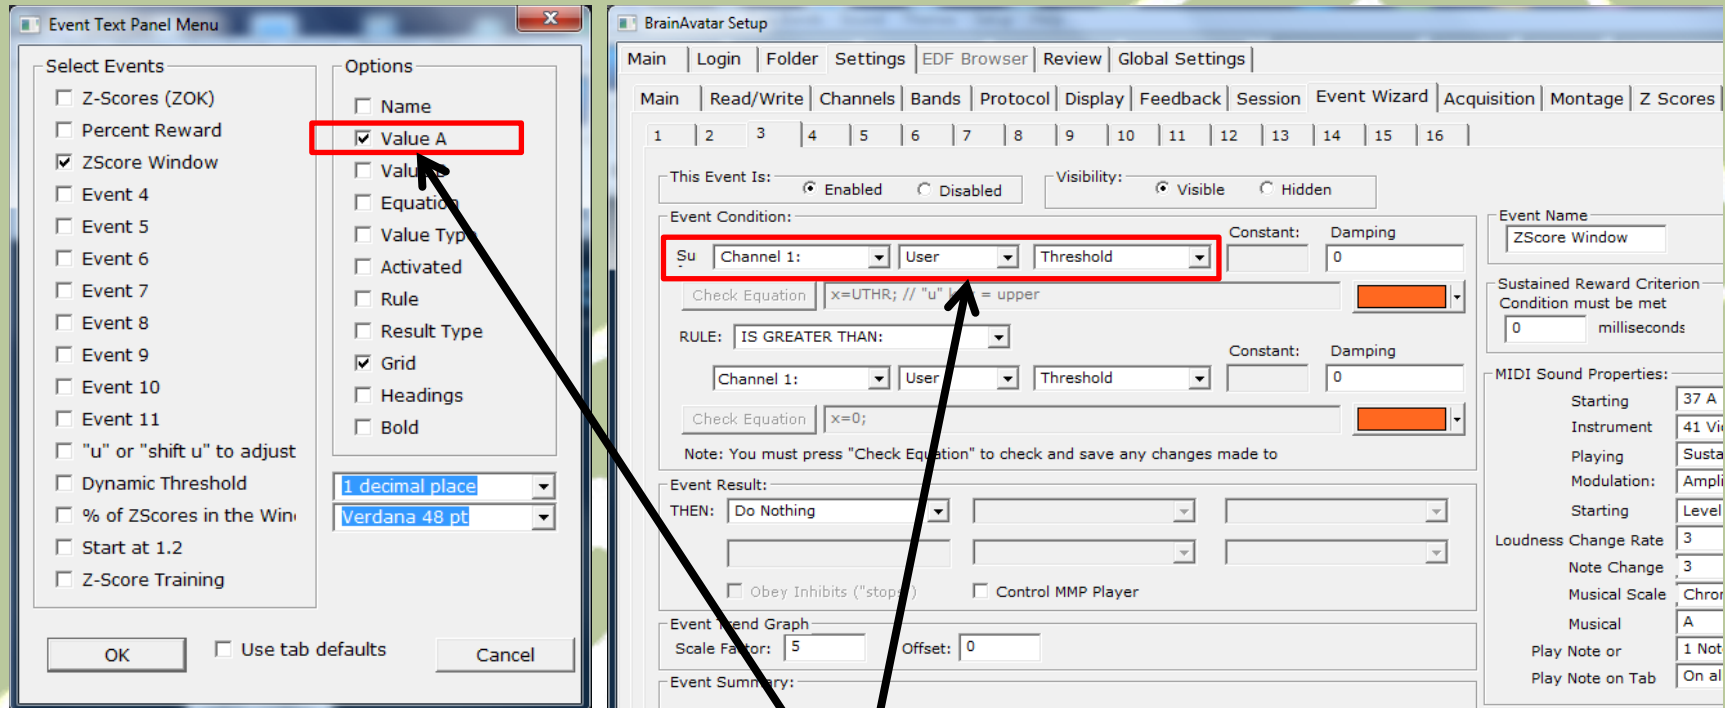 Event Text Panel Menu
Select Events
Z-Scores (ZOK)
Percent Reward
ZScore Window
Event 4
Event 5
Event 6
Event 7
Event 8
Event 9
Event 10
Event 11
"u" or "shift u" to adjust
Dynamic Threshold
% of ZScores in the Win
Start at 1.2
Z-Score Training
Options
Name
Value A
Equation
Value Type
Activated
Rule
Result Type
Grid
Headings
Bold
1 decimal place
Verdana 48 pt
OK
Use tab defaults
Cancel
BrainAvatar Setup
Main Login Folder Settings EDF Browser Review Global Settings
Main Read/Write Channels Bands Protocol Display Feedback Session Event Wizard Acquisition Montage Z Scores
1 2 3 4 5 6 7 8 9 10 11 12 13 14 15 16
This Event Is: Enabled Disabled
Visibility: Visible Hidden
Event Condition:
Constant: Damping
Su Channel 1: User Threshold 0
Check Equation x=UTHR; // "u" = upper
RULE: IS GREATER THAN:
Constant: Damping
Channel 1: User Threshold 0
Check Equation x=0;
Note: You must press "Check Equation" to check and save any changes made to
Event Result:
THEN: Do Nothing
Obey Inhibits ("stops") Control MMP Player
Event Trend Graph
Scale Factor: 5 Offset: 0
Event Summary:
Event Name
ZScore Window
Sustained Reward Criterion
Condition must be met
0 milliseconds
MIDI Sound Properties:
Starting 37 A
Instrument 41 Vi
Playing Susta
Modulation: Ampli
Starting Level
Loudness Change Rate 3
Note Change 3
Musical Scale Chror
Musical A
Play Note or 1 Not
Play Note on Tab On al